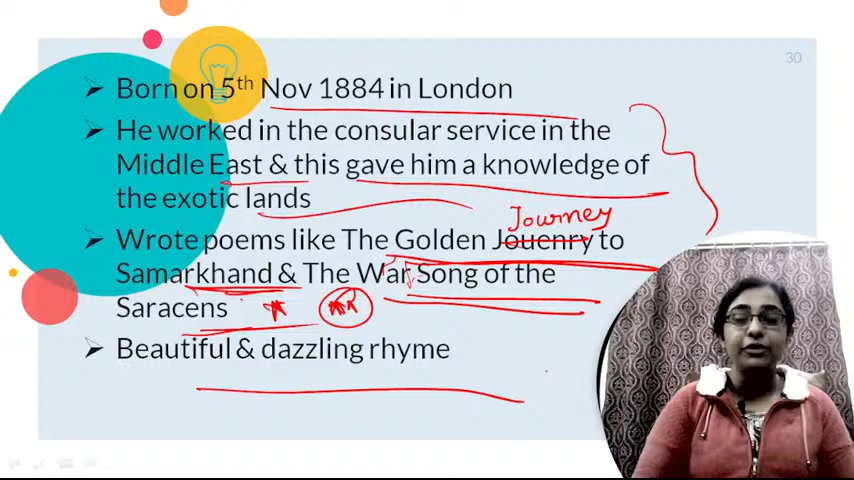 30
➢ Born on 5th Nov 1884 in London
➢ He worked in the consular service in the
Middle East & this gave him a knowledge of
the exotic lands
Journey
➢ Wrote poems like The Golden Jouenry to
Samarkhand & The War Song of the
Saracens
➢ Beautiful & dazzling rhyme